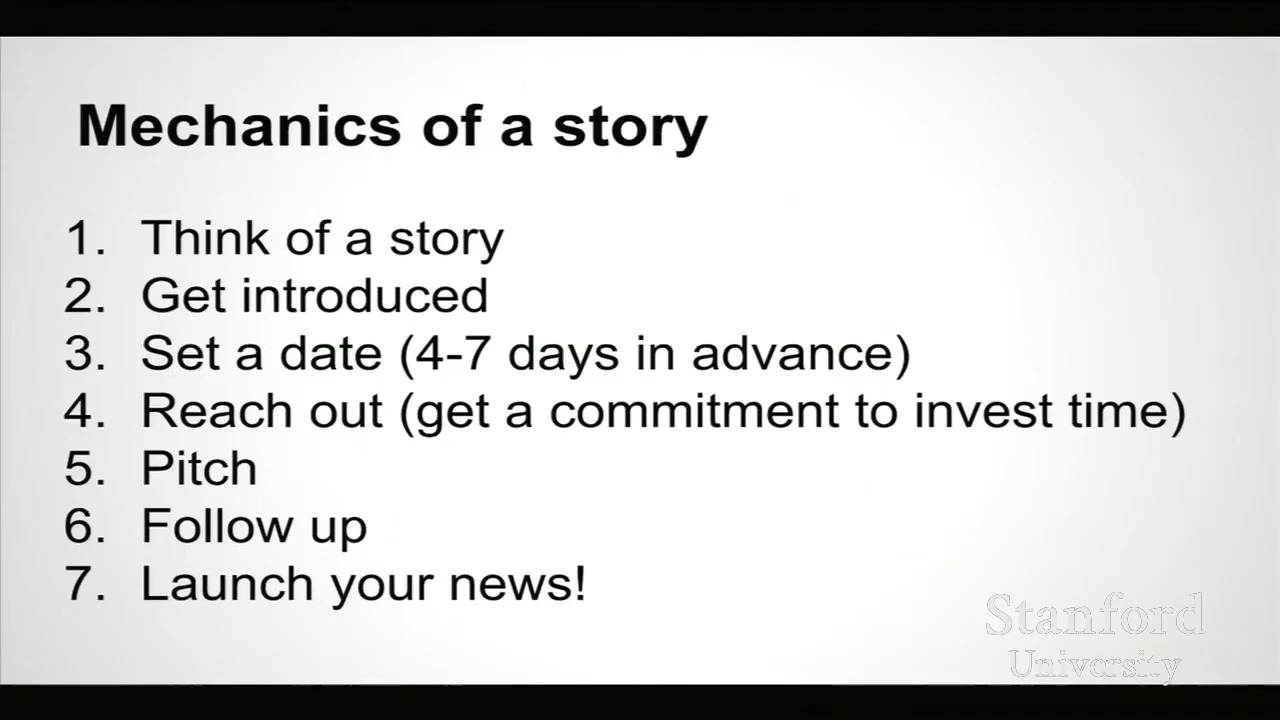 Mechanics of a story
1. Think of a story
2. Get introduced
3. Set a date (4-7 days in advance)
4. Reach out (get a commitment to invest time)
5. Pitch
6. Follow up
7. Launch your news!
Stanford
University